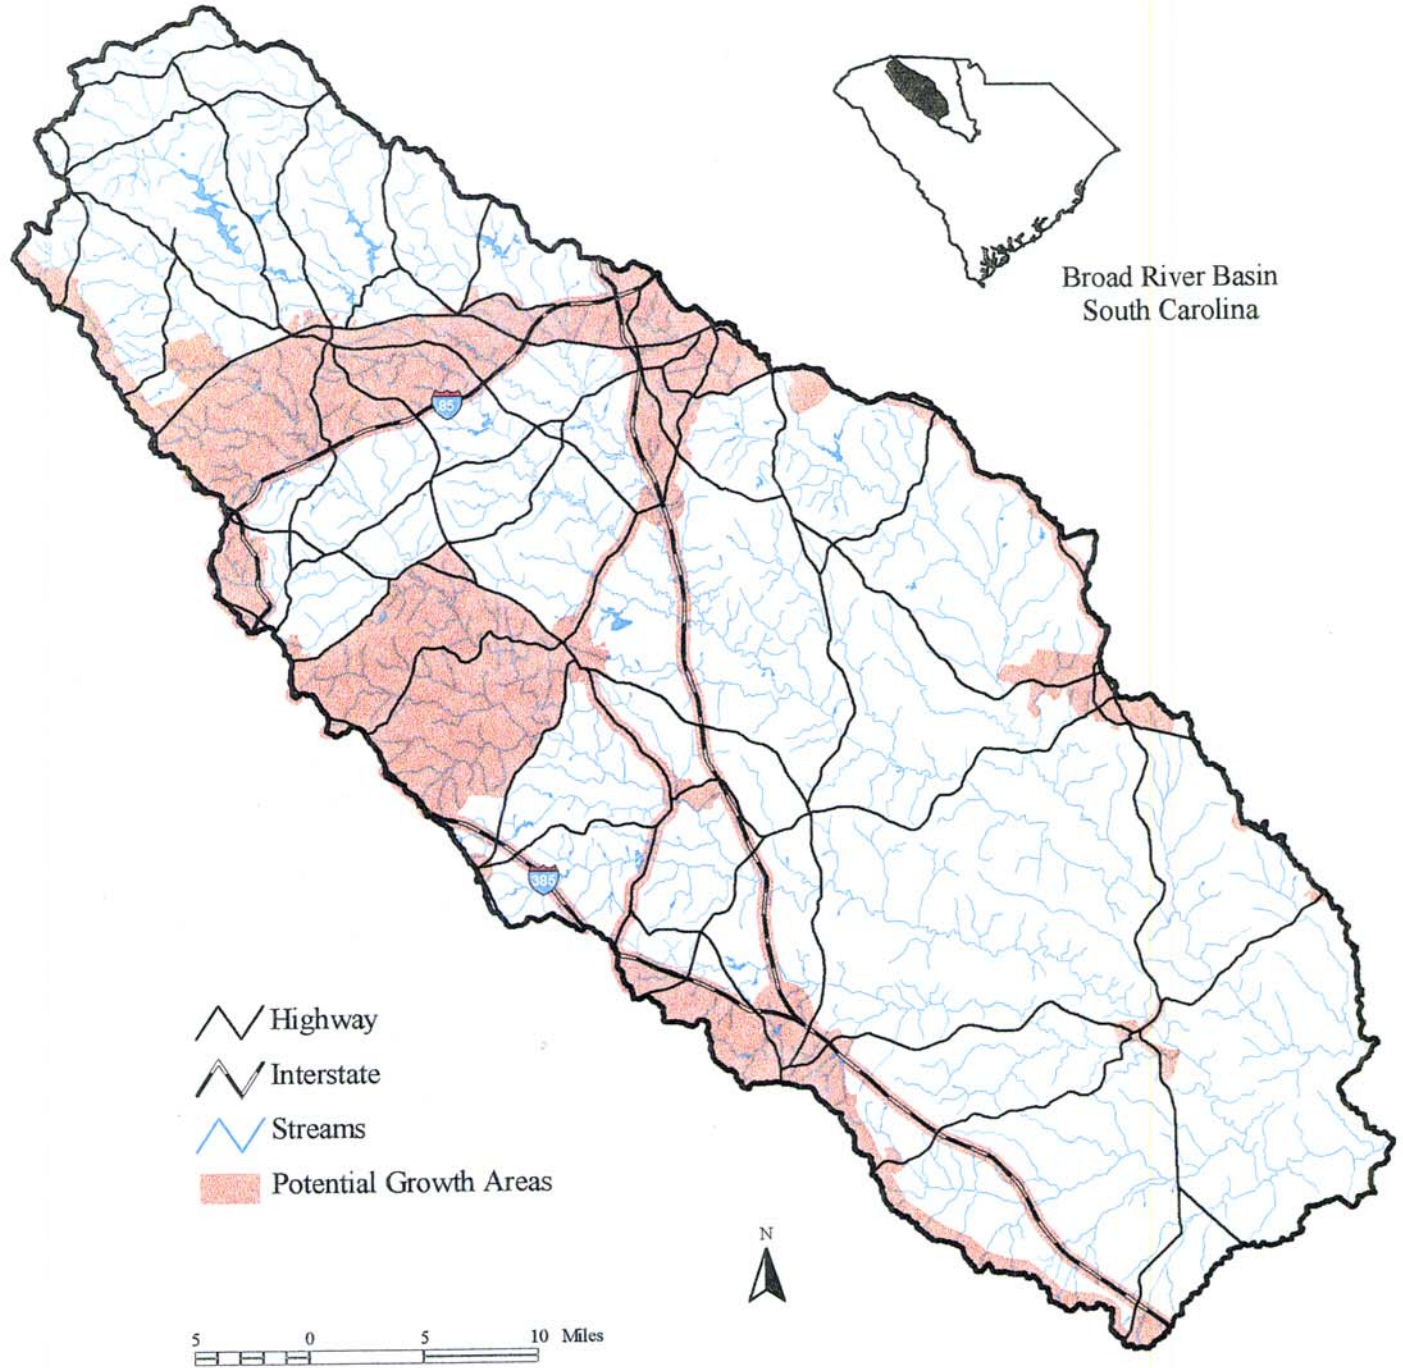 Broad River Basin
South Carolina
85
385
Highway
Interstate
Streams
Potential Growth Areas
N
5 0 5 10 Miles